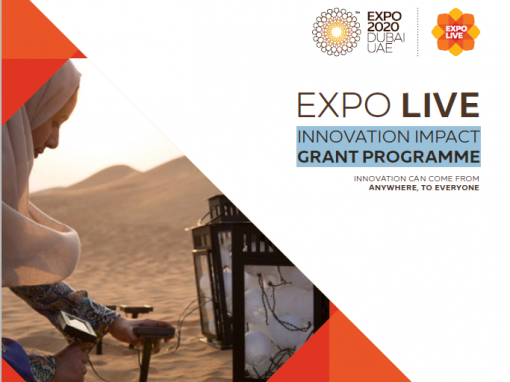 EXPO
2020
DUBAI
UAE
EXPO
LIVE
EXPO LIVE
INNOVATION IMPACT
GRANT PROGRAMME
INNOVATION CAN COME FROM
ANYWHERE, TO EVERYONE